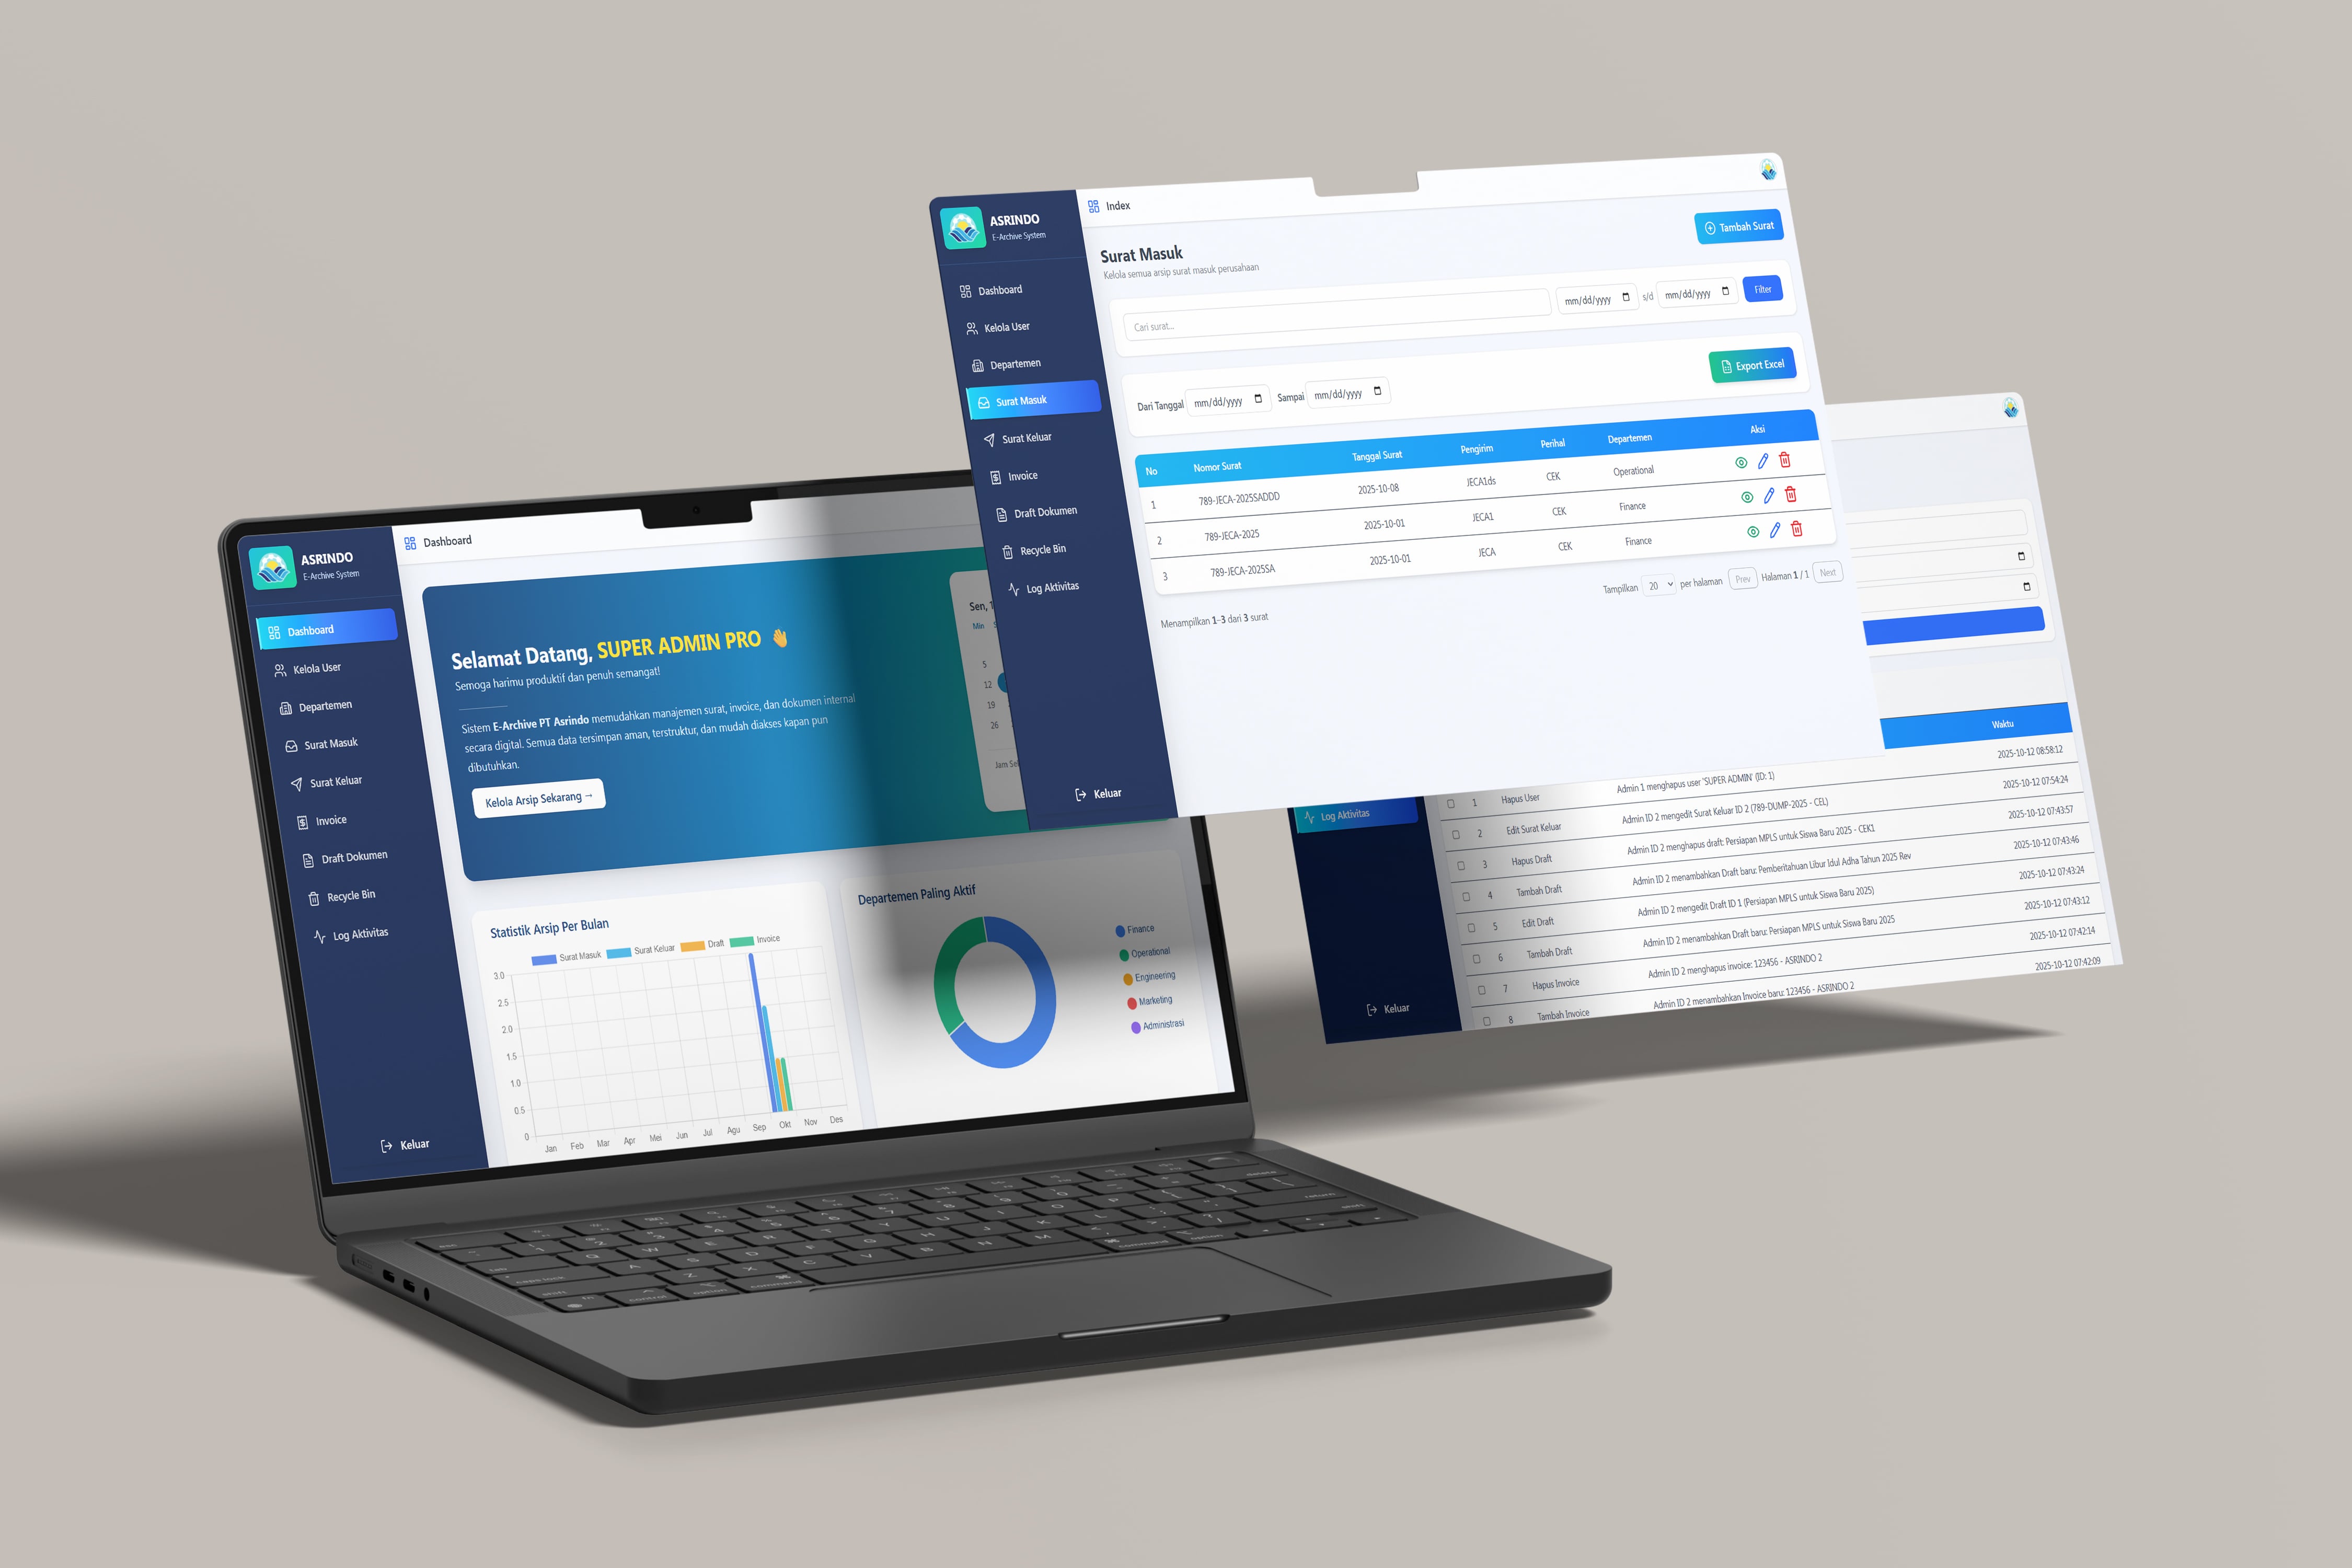 ASRINDO
E-Archive System
Dashboard
Kelola User
Departemen
Surat Masuk
Surat Keluar
Invoice
Draft Dokumen
Recycle Bin
Log Aktivitas
Keluar
Dashboard
Selamat Datang, SUPER ADMIN PRO 👋
Semoga harimu produktif dan penuh semangat!
Sistem E-Archive PT Asrindo memudahkan manajemen surat, invoice, dan dokumen internal
secara digital. Semua data tersimpan aman, terstruktur, dan mudah diakses kapan pun
dibutuhkan.
Kelola Arsip Sekarang →
Sen,
Min
5
12
19
26
Jam
Statistik Arsip Per Bulan
Surat Masuk Surat Keluar Draft Invoice
3.0
2.5
2.0
1.5
1.0
0.5
0
Jan Feb Mar Apr Mei Jun Jul Agu Sep Okt Nov Des
Departemen Paling Aktif
Finance
Operational
Engineering
Marketing
Administrasi
ASRINDO
E-Archive System
Dashboard
Kelola User
Departemen
Surat Masuk
Surat Keluar
Invoice
Draft Dokumen
Recycle Bin
Log Aktivitas
Keluar
Index
Surat Masuk
Kelola semua arsip surat masuk perusahaan
Tambah Surat
Cari surat... mm/dd/yyyy s/d mm/dd/yyyy Filter
Dari Tanggal mm/dd/yyyy Sampai mm/dd/yyyy Export Excel
No Nomor Surat Tanggal Surat Pengirim Perihal Departemen Aksi
1 789-JECA-2025SADDD 2025-10-08 JECA1ds CEK Operational
2 789-JECA-2025 2025-10-01 JECA1 CEK Finance
3 789-JECA-2025SA 2025-10-01 JECA CEK Finance
Menampilkan 1–3 dari 3 surat
Tampilkan 20 per halaman Prev Halaman 1 / 1 Next
Log Aktivitas
Keluar
Waktu
1 Hapus User Admin 1 menghapus user 'SUPER ADMIN' (ID: 1) 2025-10-12 08:58:12
2 Edit Surat Keluar Admin ID 2 mengedit Surat Keluar ID 2 (789-DUMP-2025 - CEL) 2025-10-12 07:54:24
3 Hapus Draft Admin ID 2 menghapus draft: Persiapan MPLS untuk Siswa Baru 2025 - CEK1 2025-10-12 07:43:57
4 Tambah Draft Admin ID 2 menambahkan Draft baru: Pemberitahuan Libur Idul Adha Tahun 2025 Rev 2025-10-12 07:43:46
5 Edit Draft Admin ID 2 mengedit Draft ID 1 (Persiapan MPLS untuk Siswa Baru 2025) 2025-10-12 07:43:24
6 Tambah Draft Admin ID 2 menambahkan Draft baru: Persiapan MPLS untuk Siswa Baru 2025 2025-10-12 07:43:12
7 Hapus Invoice Admin ID 2 menghapus invoice: 123456 - ASRINDO 2 2025-10-12 07:42:14
8 Tambah Invoice Admin ID 2 menambahkan Invoice baru: 123456 - ASRINDO 2 2025-10-12 07:42:09